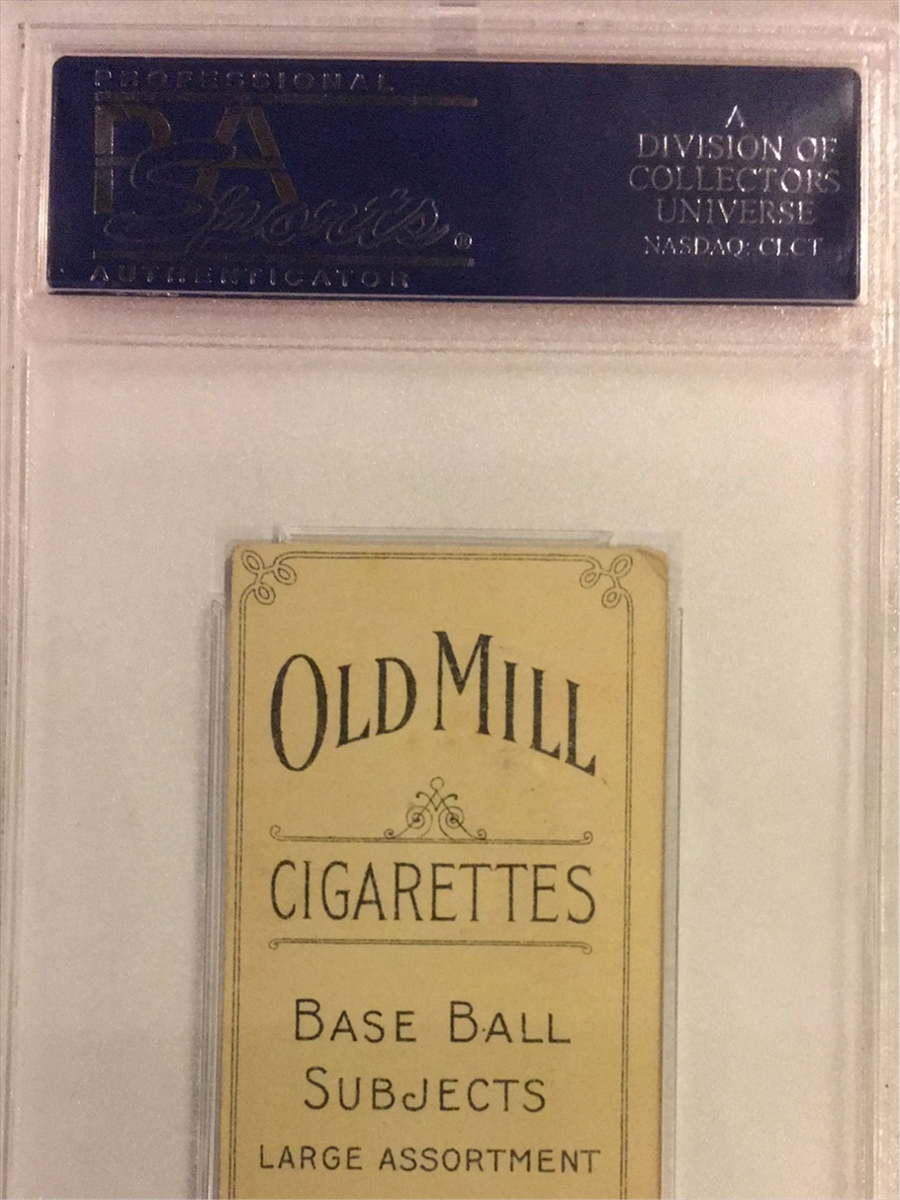 PROFESSIONAL
PSA
Sports®
AUTHENTICATOR
A
DIVISION OF
COLLECTORS
UNIVERSE
NASDAQ: CLCT
OLD MILL
CIGARETTES
BASE BALL
SUBJECTS
LARGE ASSORTMENT